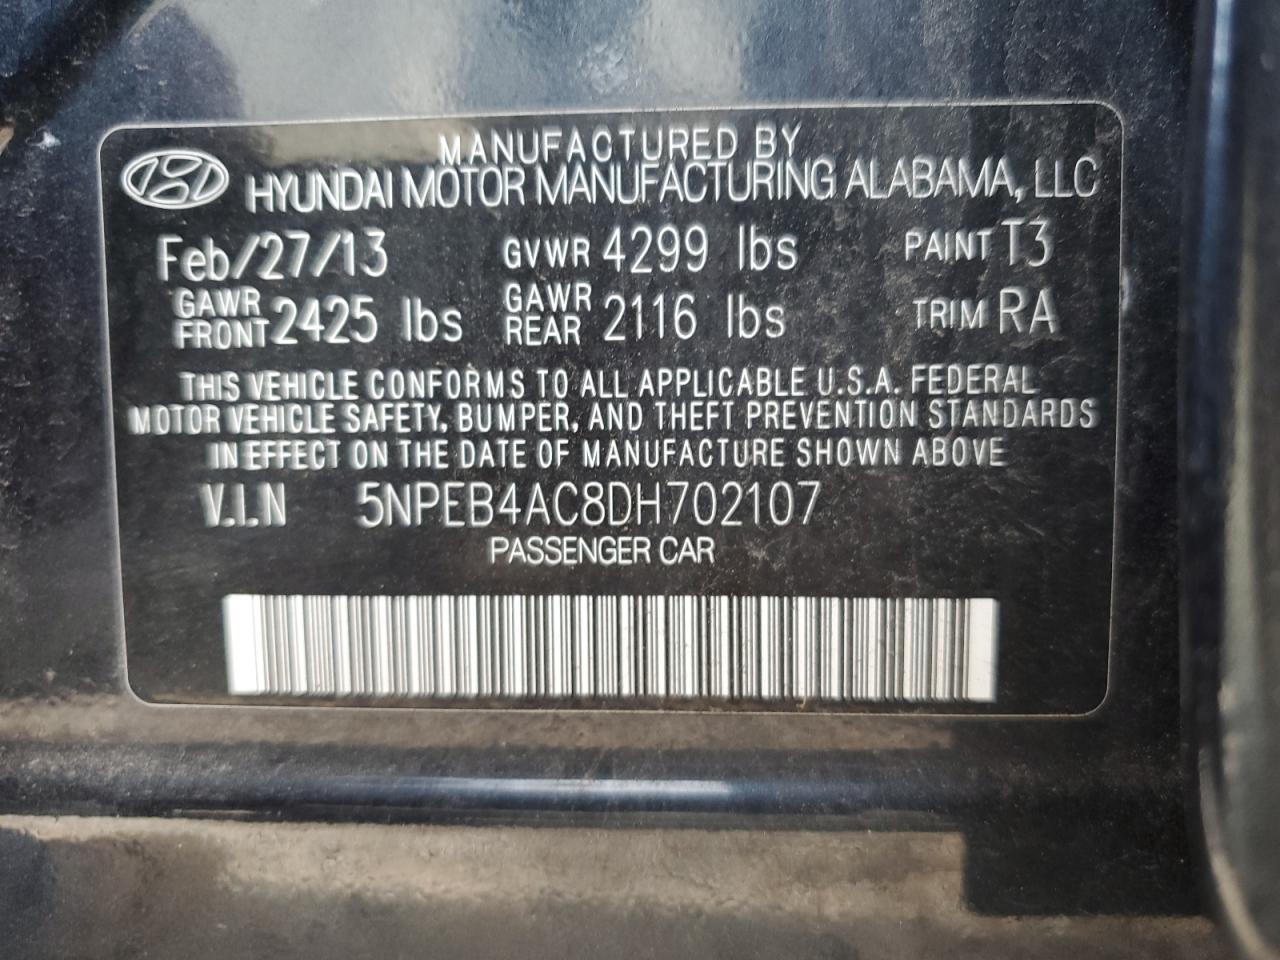 MANUFACTURED BY
HYUNDAI MOTOR MANUFACTURING ALABAMA, LLC
Feb/27/13 GVWR 4299 lbs PAINT T3
GAWR FRONT 2425 lbs GAWR REAR 2116 lbs TRIM RA
THIS VEHICLE CONFORMS TO ALL APPLICABLE U.S.A. FEDERAL
MOTOR VEHICLE SAFETY, BUMPER, AND THEFT PREVENTION STANDARDS
IN EFFECT ON THE DATE OF MANUFACTURE SHOWN ABOVE
V.I.N 5NPEB4AC8DH702107
PASSENGER CAR